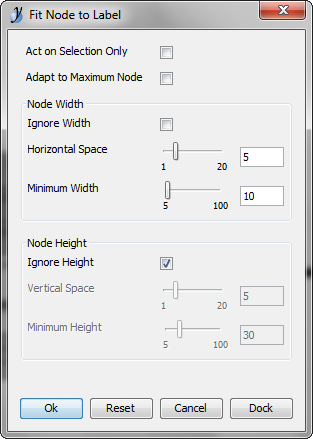 Fit Node to Label
Act on Selection Only
Adapt to Maximum Node
Node Width
Ignore Width
Horizontal Space
5
1 20
Minimum Width
10
5 100
Node Height
Ignore Height
Vertical Space
5
1 20
Minimum Height
30
5 100
Ok Reset Cancel Dock